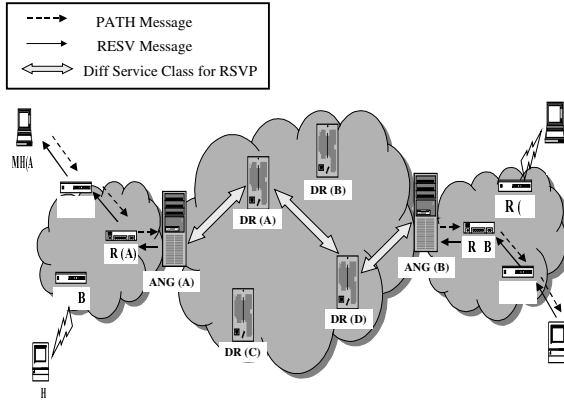 PATH Message
RESV Message
Diff Service Class for RSVP
MH(A
DR (B)
DR (A)
R (
R (A)
R B
ANG (A)
ANG (B)
B
DR (D)
DR (C)
H